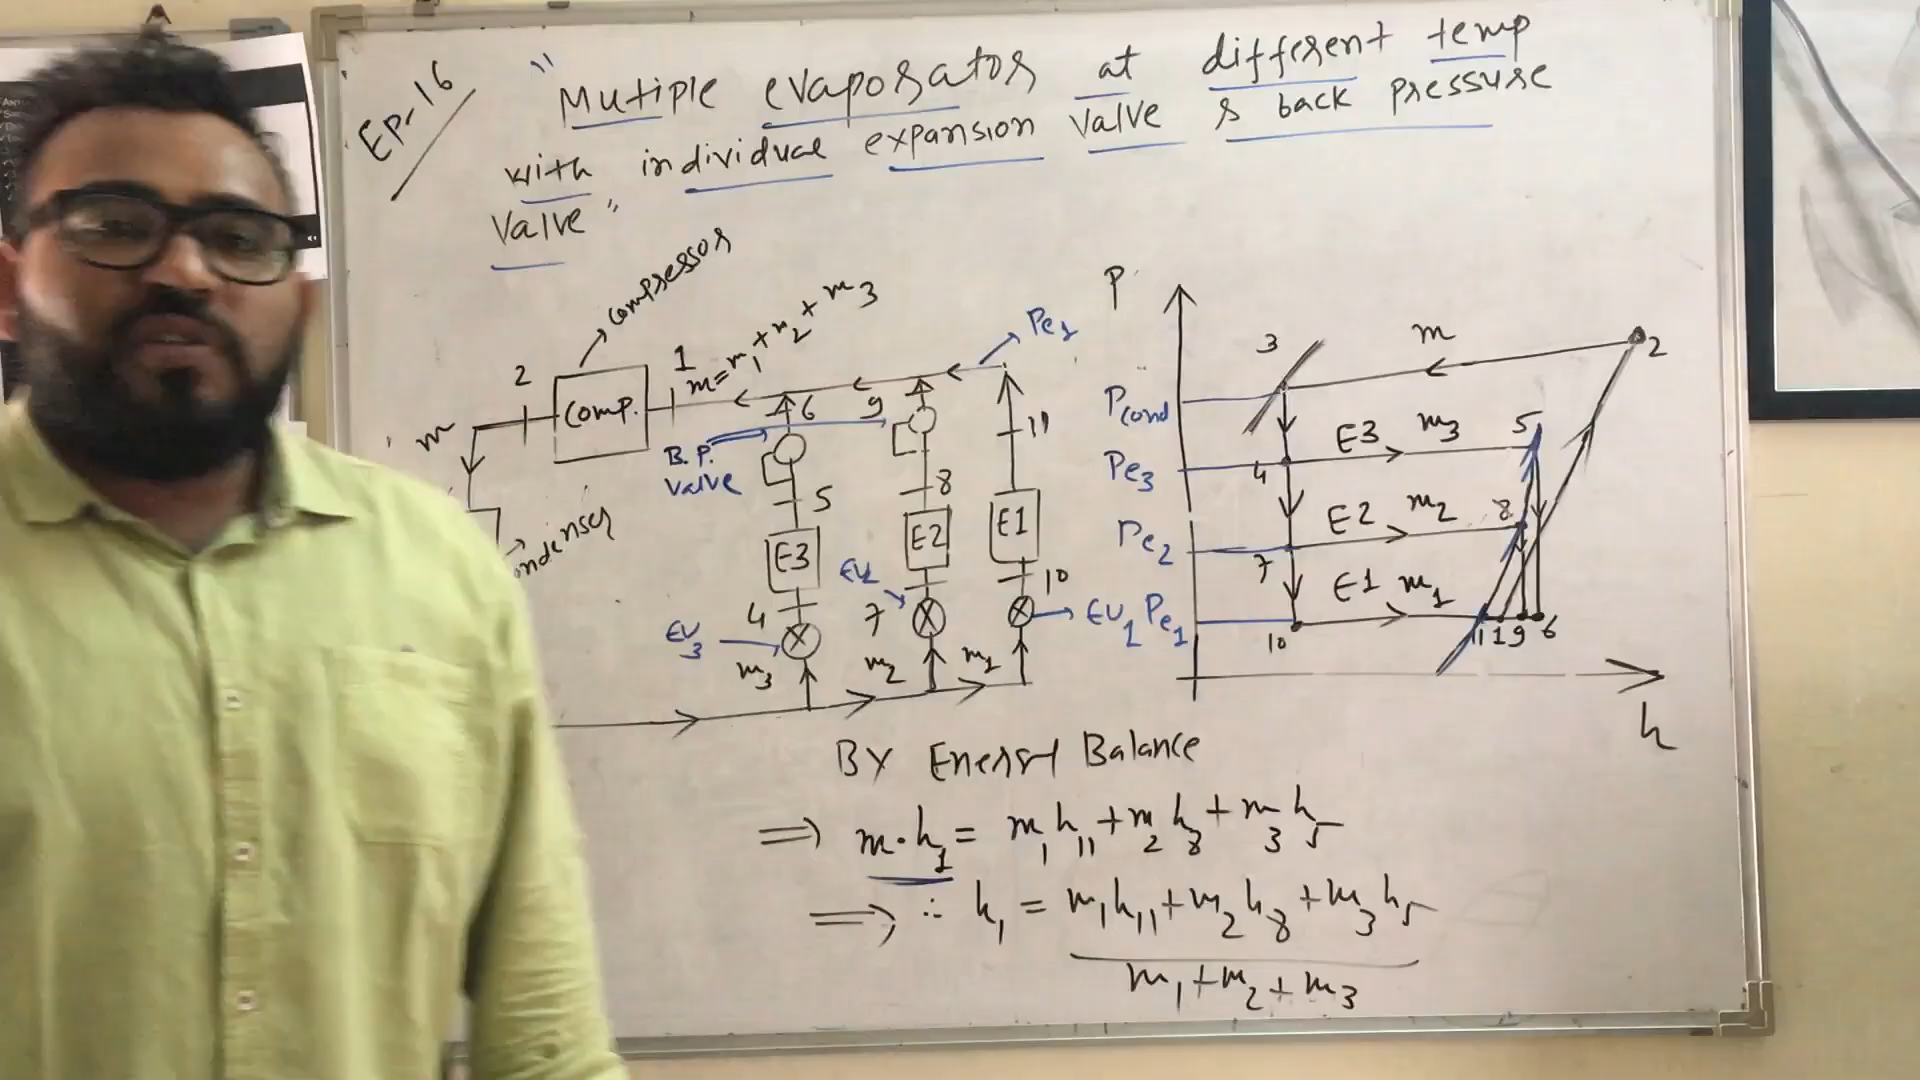 EP-16
"Mutiple evaporator at different temp
with individual expansion valve & back pressure
Valve"
Compressor
2
Comp.
1
m=m1+m2+m3
Pe1
m
6
9
11
B.P.
Valve
5
8
E3
E2
E1
4
7
10
EV3
EV2
EV1
m3
m2
m1
P
3
m
2
Pcond
E3 m3
5
Pe3
4
E2 m2
8
Pe2
7
E1 m1
Pe1
10
11 1 9 6
h
By Energy Balance
⇒ m·h1 = m1h11+m2h8+m3h5
⇒ ∴ h1 = m1h11+m2h8+m3h5
m1+m2+m3